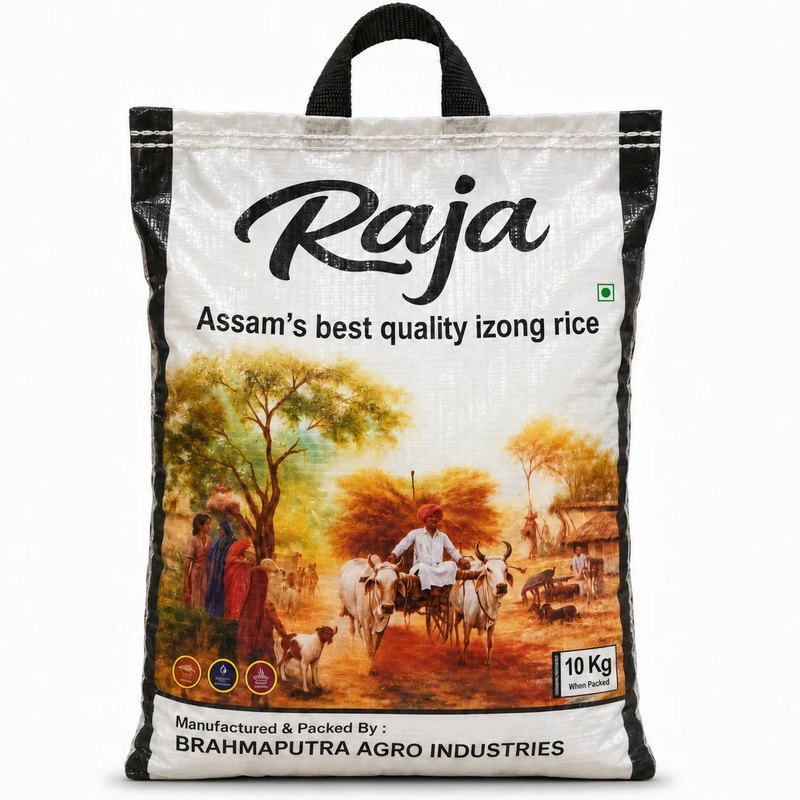 Raja
Assam's best quality izong rice
10 Kg
When Packed
Manufactured & Packed By :
BRAHMAPUTRA AGRO INDUSTRIES